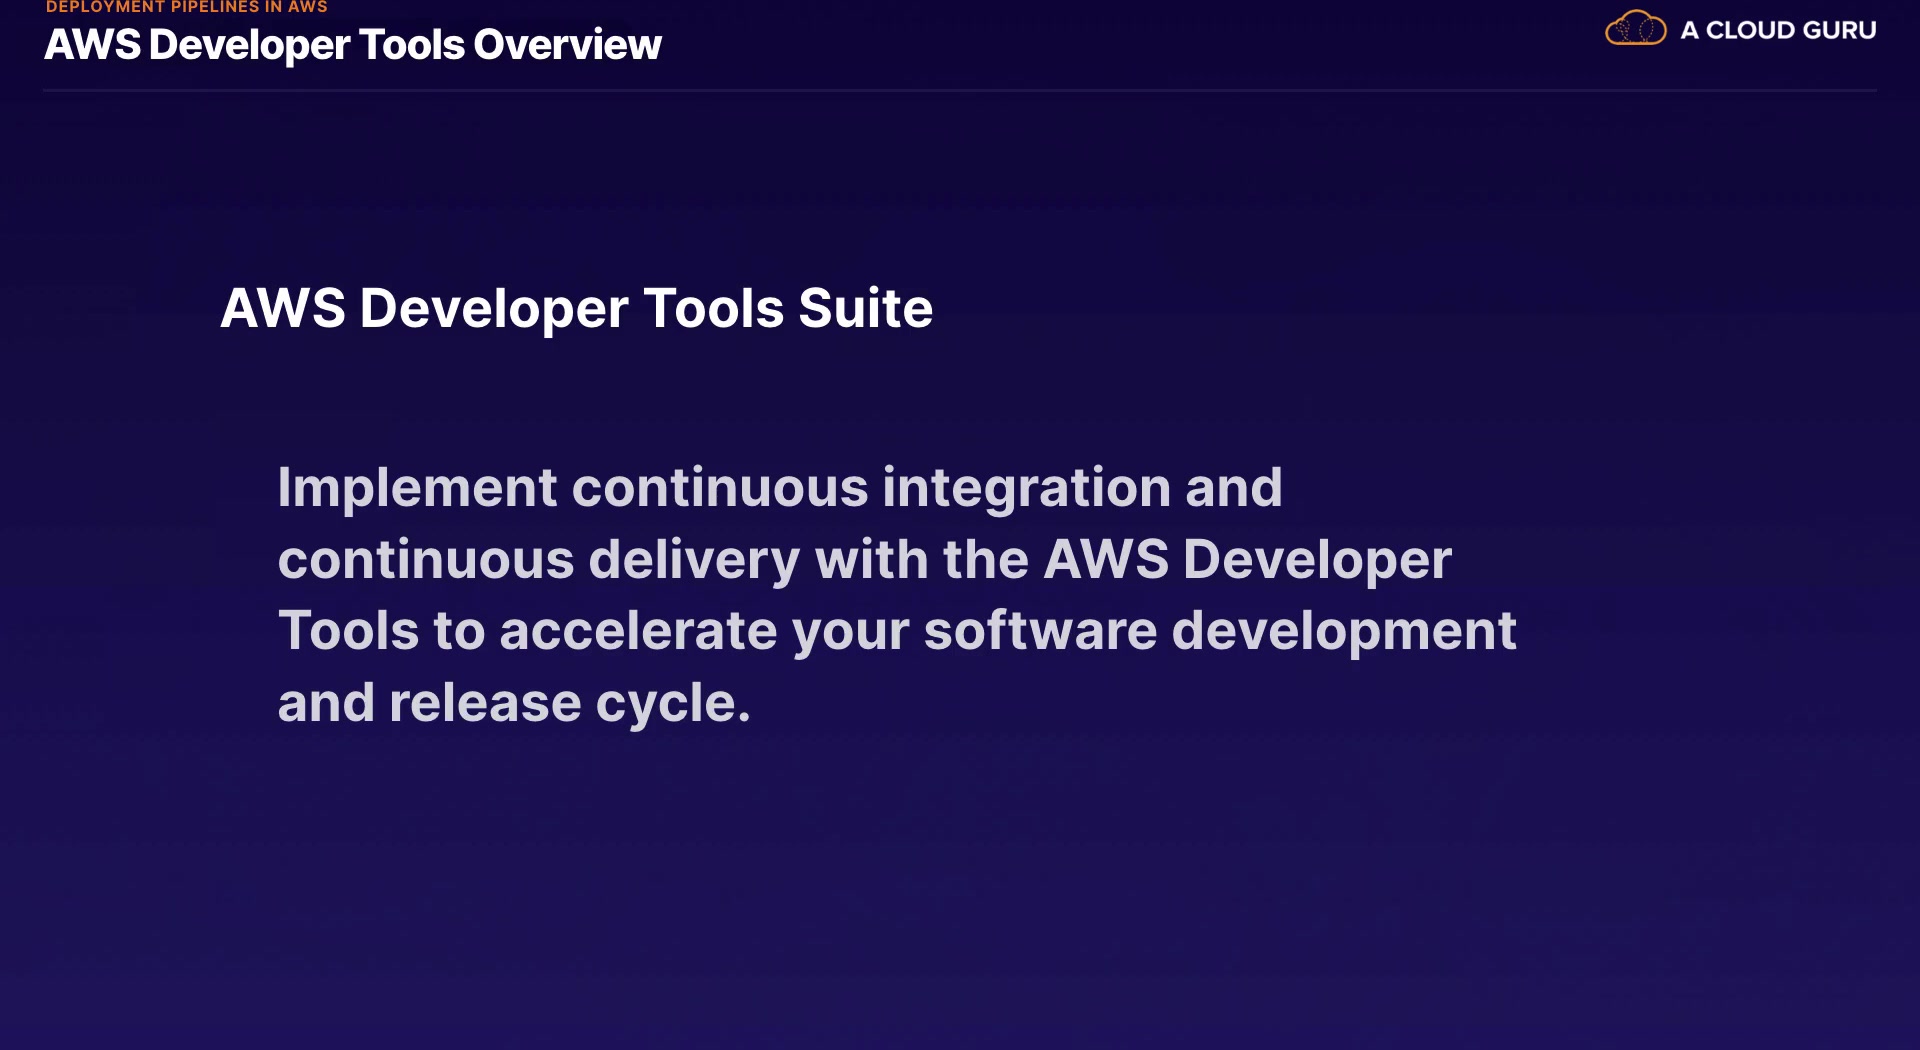 DEPLOYMENT PIPELINES IN AWS
AWS Developer Tools Overview
A CLOUD GURU
AWS Developer Tools Suite
Implement continuous integration and
continuous delivery with the AWS Developer
Tools to accelerate your software development
and release cycle.